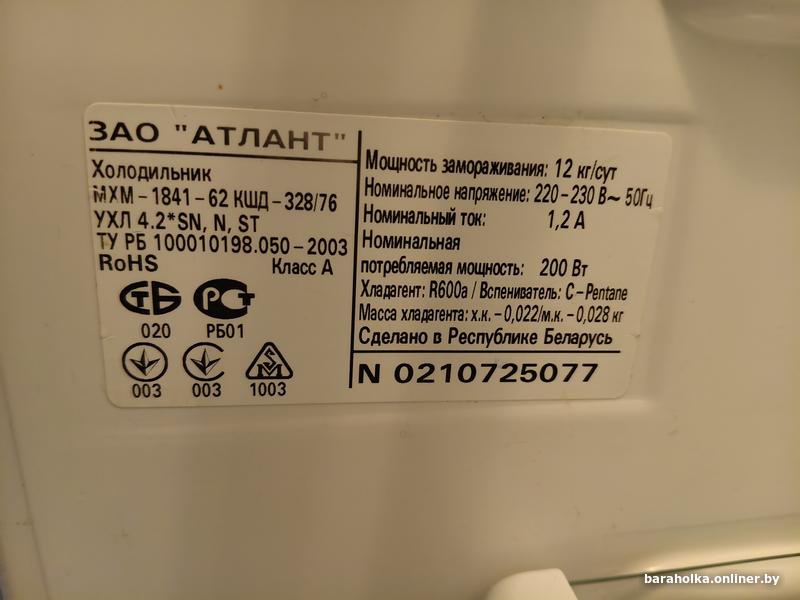 ЗАО "АТЛАНТ"
Холодильник
МХМ-1841-62 КШД-328/76
УХЛ 4.2*SN, N, ST
ТУ РБ 100010198.050-2003
RoHS Класс А
СТБ РСТ
020 РБ01
003 003 1003
Мощность замораживания: 12 кг/сут
Номинальное напряжение: 220-230 В~ 50Гц
Номинальный ток: 1,2 А
Номинальная
потребляемая мощность: 200 Вт
Хладагент: R600a / Вспениватель: C-Pentane
Масса хладагента: х.к.-0,022/м.к.-0,028 кг
Сделано в Республике Беларусь
N 0210725077
baraholka.onliner.by